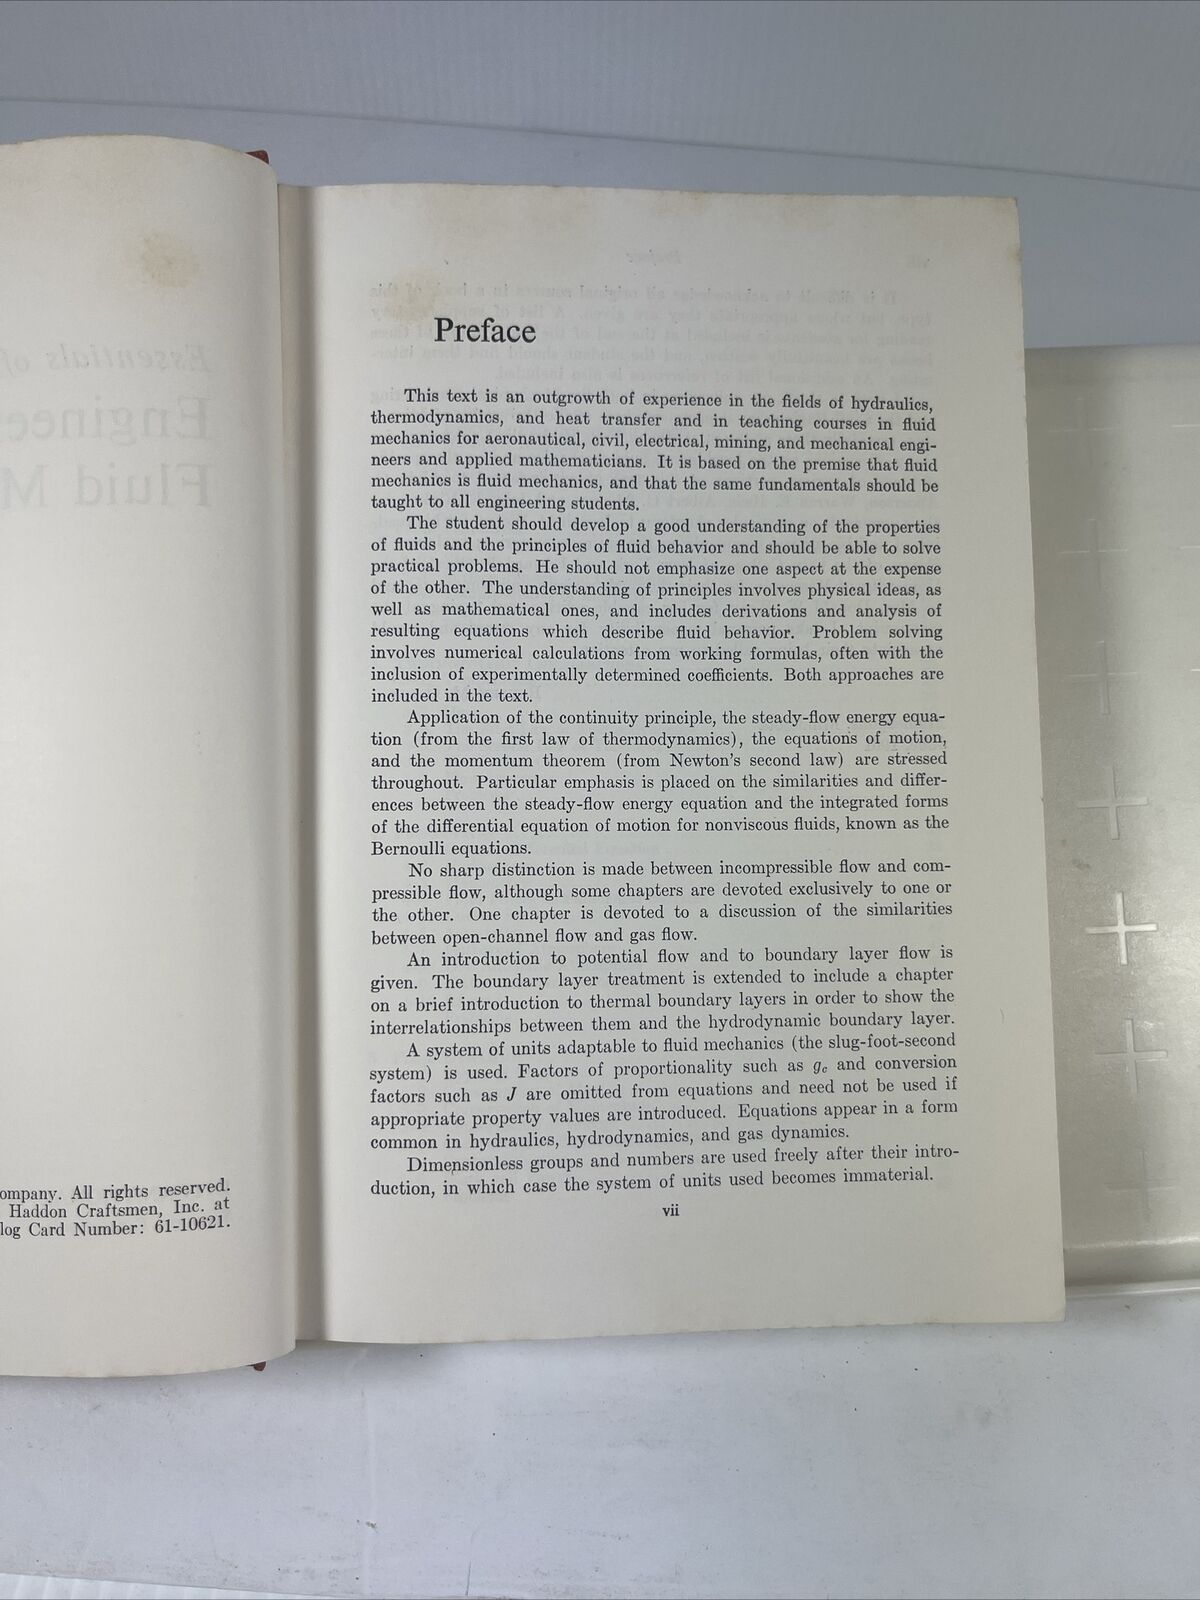 Essentials of
Enginee
Fluid M
ompany. All rights reserved.
Haddon Craftsmen, Inc. at
log Card Number: 61-10621.
Preface
This text is an outgrowth of experience in the fields of hydraulics,
thermodynamics, and heat transfer and in teaching courses in fluid
mechanics for aeronautical, civil, electrical, mining, and mechanical engi-
neers and applied mathematicians. It is based on the premise that fluid
mechanics is fluid mechanics, and that the same fundamentals should be
taught to all engineering students.
The student should develop a good understanding of the properties
of fluids and the principles of fluid behavior and should be able to solve
practical problems. He should not emphasize one aspect at the expense
of the other. The understanding of principles involves physical ideas, as
well as mathematical ones, and includes derivations and analysis of
resulting equations which describe fluid behavior. Problem solving
involves numerical calculations from working formulas, often with the
inclusion of experimentally determined coefficients. Both approaches are
included in the text.
Application of the continuity principle, the steady-flow energy equa-
tion (from the first law of thermodynamics), the equations of motion,
and the momentum theorem (from Newton's second law) are stressed
throughout. Particular emphasis is placed on the similarities and differ-
ences between the steady-flow energy equation and the integrated forms
of the differential equation of motion for nonviscous fluids, known as the
Bernoulli equations.
No sharp distinction is made between incompressible flow and com-
pressible flow, although some chapters are devoted exclusively to one or
the other. One chapter is devoted to a discussion of the similarities
between open-channel flow and gas flow.
An introduction to potential flow and to boundary layer flow is
given. The boundary layer treatment is extended to include a chapter
on a brief introduction to thermal boundary layers in order to show the
interrelationships between them and the hydrodynamic boundary layer.
A system of units adaptable to fluid mechanics (the slug-foot-second
system) is used. Factors of proportionality such as g_c and conversion
factors such as J are omitted from equations and need not be used if
appropriate property values are introduced. Equations appear in a form
common in hydraulics, hydrodynamics, and gas dynamics.
Dimensionless groups and numbers are used freely after their intro-
duction, in which case the system of units used becomes immaterial.
vii